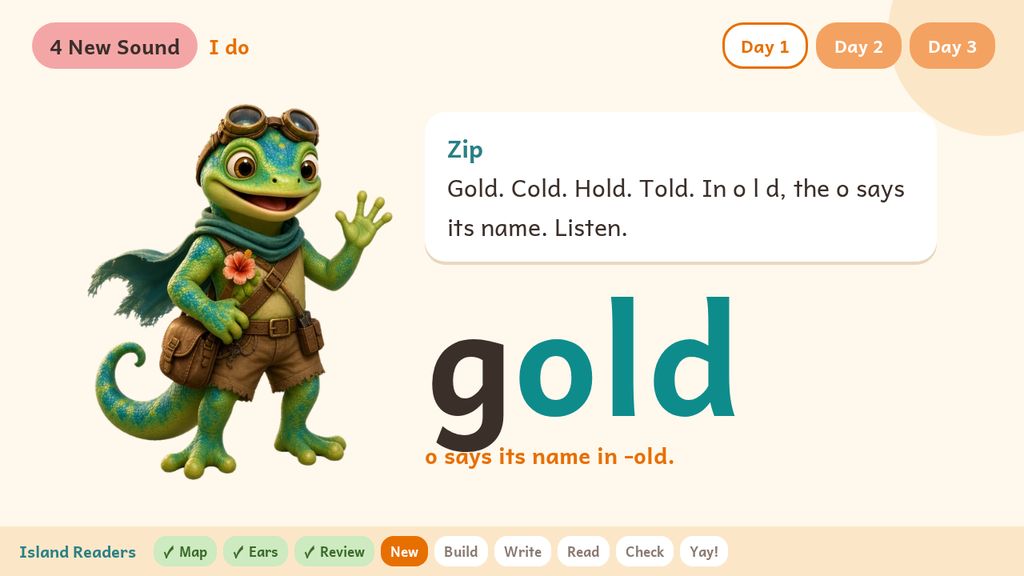 4 New Sound I do
Day 1 Day 2 Day 3
Zip
Gold. Cold. Hold. Told. In o l d, the o says
its name. Listen.
gold
o says its name in -old.
Island Readers ✓ Map ✓ Ears ✓ Review New Build Write Read Check Yay!